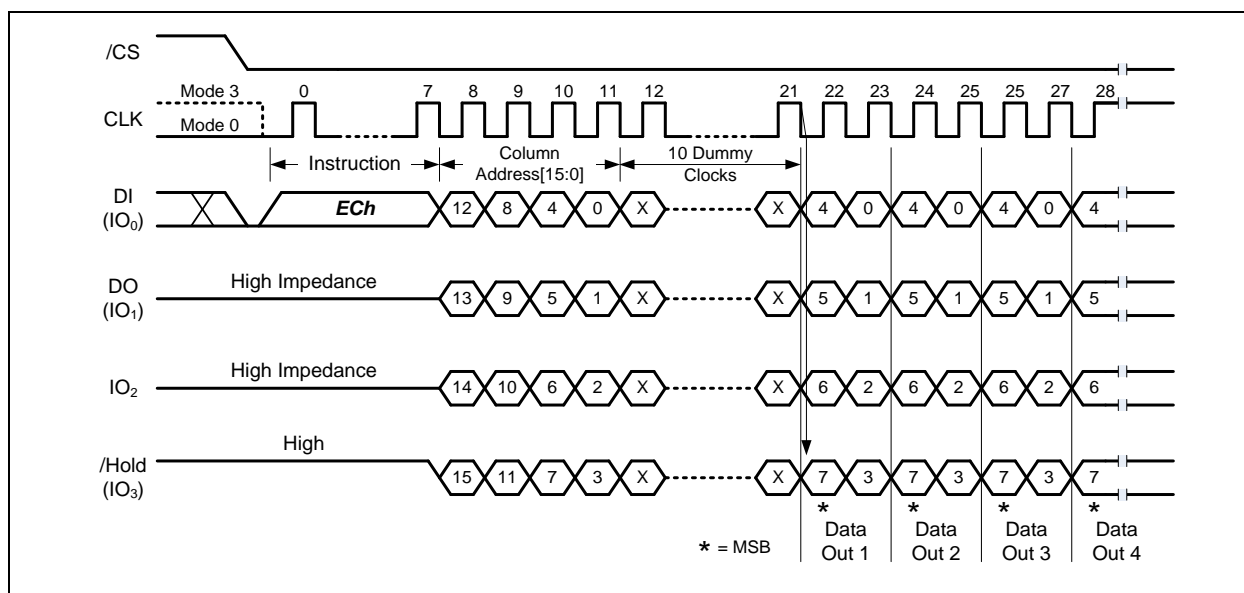 /CS
Mode 3
CLK
Mode 0
0 7 8 9 10 11 12 21 22 23 24 25 25 27 28
Instruction
Column
Address[15:0]
10 Dummy
Clocks
DI
(IO₀)
ECh 12 8 4 0 X X 4 0 4 0 4 0 4
High Impedance
DO
(IO₁)
13 9 5 1 X X 5 1 5 1 5 1 5
High Impedance
IO₂
14 10 6 2 X X 6 2 6 2 6 2 6
High
/Hold
(IO₃)
15 11 7 3 X X 7 3 7 3 7 3 7
* * * *
* = MSB
Data
Out 1
Data
Out 2
Data
Out 3
Data
Out 4